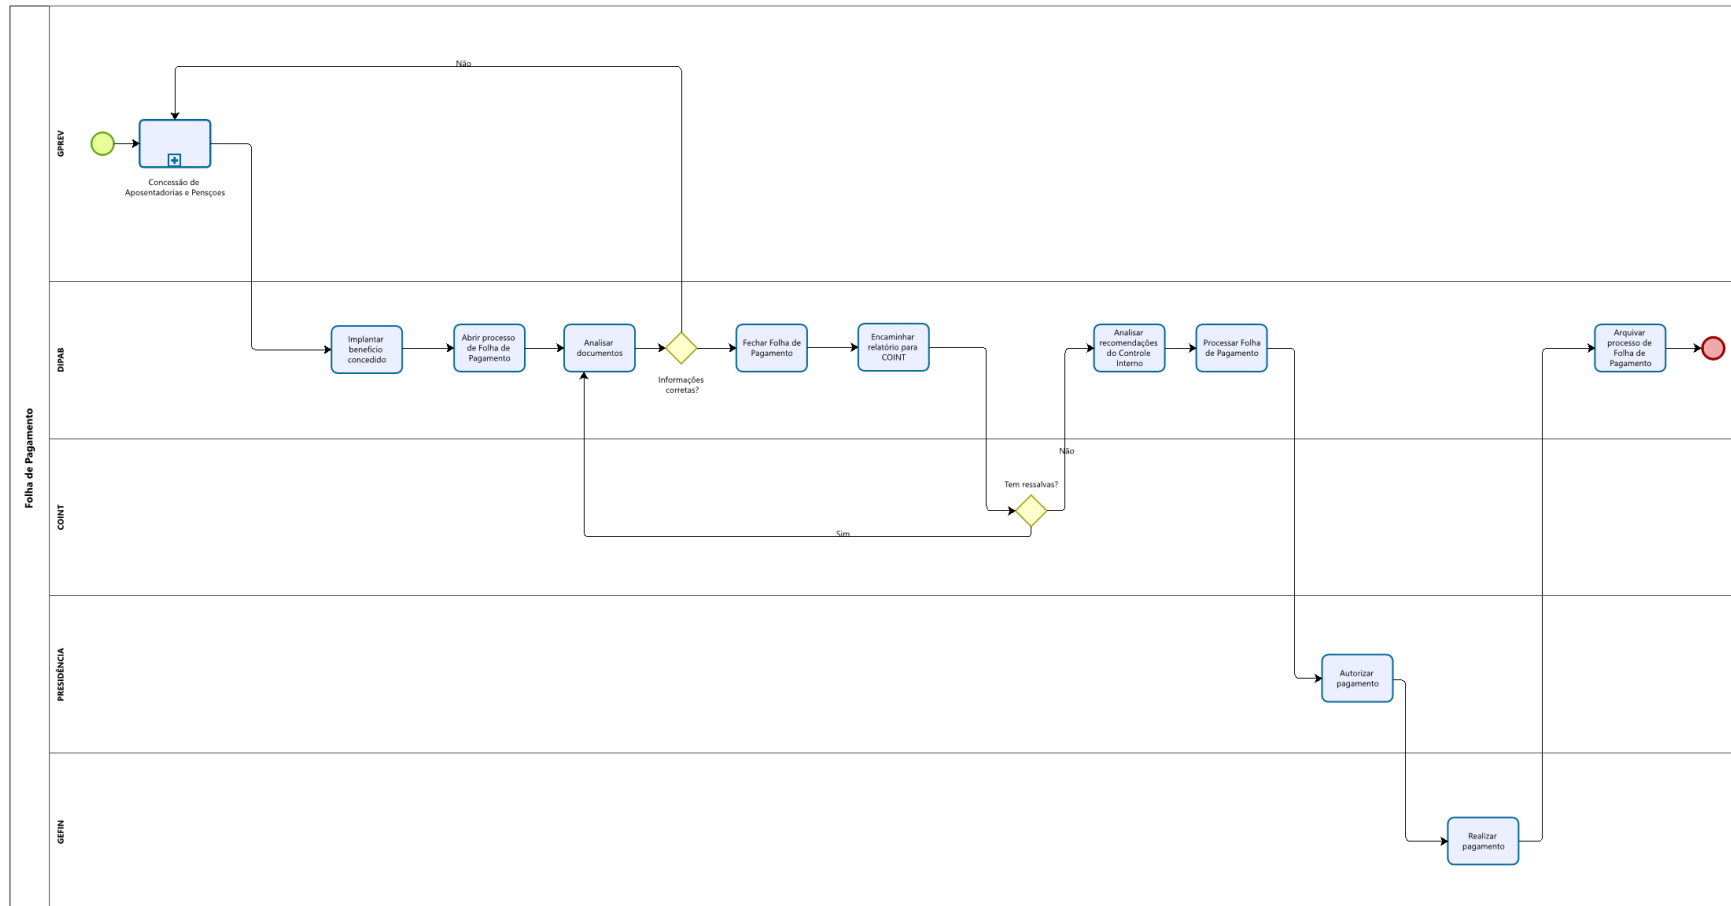 Folha de Pagamento
GPREV
Não
Concessão de
Aposentadorias e Pensçoes
DIPAB
Implantar
benefício
concedido
Abrir processo
de Folha de
Pagamento
Analisar
documentos
Informações
corretas?
Fechar Folha de
Pagamento
Encaminhar
relatório para
COINT
Analisar
recomendações
do Controle
Interno
Processar Folha
de Pagamento
Arquivar
processo de
Folha de
Pagamento
COINT
Não
Tem ressalvas?
Sim
PRESIDÊNCIA
Autorizar
pagamento
GEFIN
Realizar
pagamento